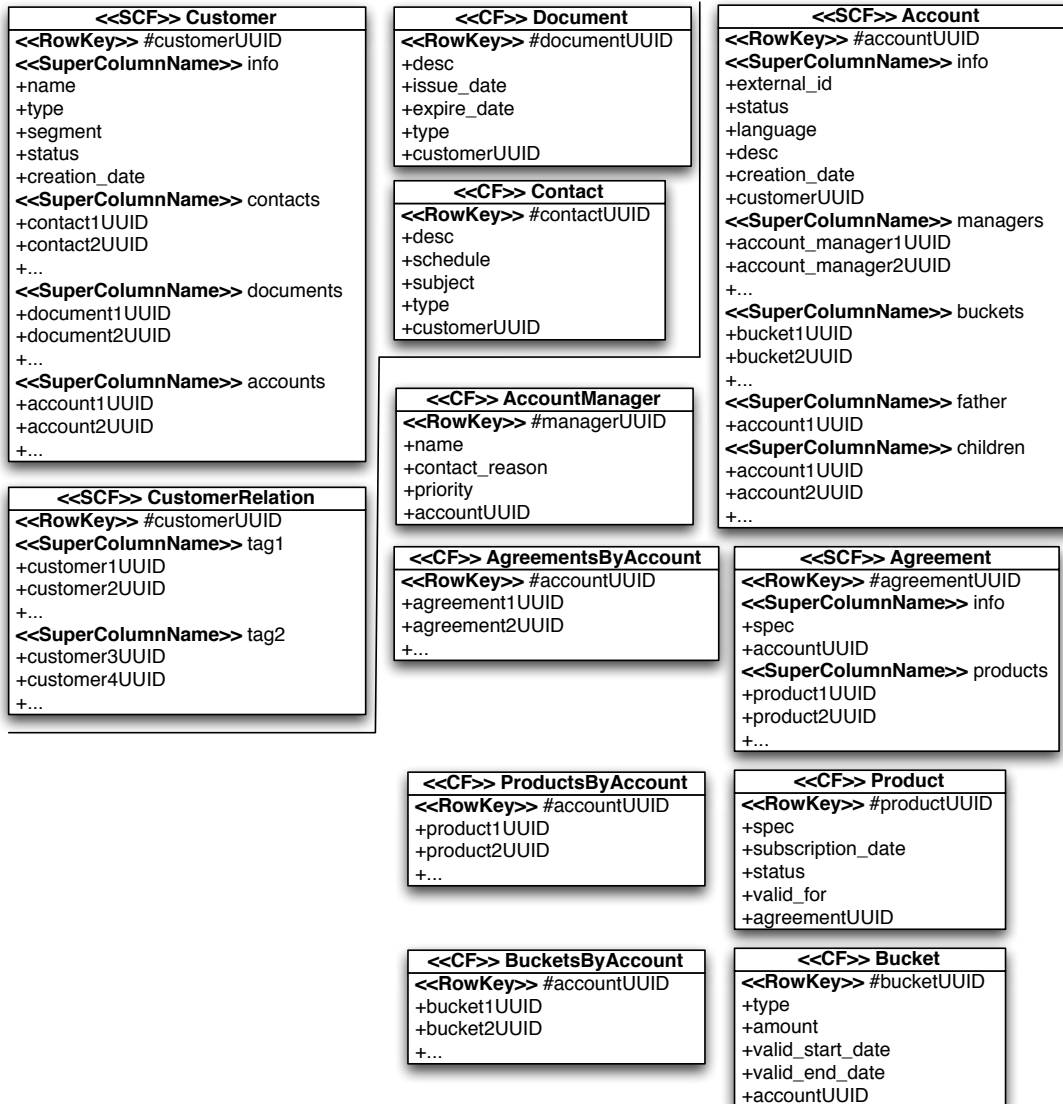 <<SCF>> Customer
<<RowKey>> #customerUUID
<<SuperColumnName>> info
+name
+type
+segment
+status
+creation_date
<<SuperColumnName>> contacts
+contact1UUID
+contact2UUID
+...
<<SuperColumnName>> documents
+document1UUID
+document2UUID
+...
<<SuperColumnName>> accounts
+account1UUID
+account2UUID
+...
<<SCF>> CustomerRelation
<<RowKey>> #customerUUID
<<SuperColumnName>> tag1
+customer1UUID
+customer2UUID
+...
<<SuperColumnName>> tag2
+customer3UUID
+customer4UUID
+...
<<CF>> Document
<<RowKey>> #documentUUID
+desc
+issue_date
+expire_date
+type
+customerUUID
<<CF>> Contact
<<RowKey>> #contactUUID
+desc
+schedule
+subject
+type
+customerUUID
<<SCF>> Account
<<RowKey>> #accountUUID
<<SuperColumnName>> info
+external_id
+status
+language
+desc
+creation_date
+customerUUID
<<SuperColumnName>> managers
+account_manager1UUID
+account_manager2UUID
+...
<<SuperColumnName>> buckets
+bucket1UUID
+bucket2UUID
+...
<<SuperColumnName>> father
+account1UUID
<<SuperColumnName>> children
+account1UUID
+account2UUID
+...
<<CF>> AccountManager
<<RowKey>> #managerUUID
+name
+contact_reason
+priority
+accountUUID
<<CF>> AgreementsByAccount
<<RowKey>> #accountUUID
+agreement1UUID
+agreement2UUID
+...
<<SCF>> Agreement
<<RowKey>> #agreementUUID
<<SuperColumnName>> info
+spec
+accountUUID
<<SuperColumnName>> products
+product1UUID
+product2UUID
+...
<<CF>> ProductsByAccount
<<RowKey>> #accountUUID
+product1UUID
+product2UUID
+...
<<CF>> Product
<<RowKey>> #productUUID
+spec
+subscription_date
+status
+valid_for
+agreementUUID
<<CF>> BucketsByAccount
<<RowKey>> #accountUUID
+bucket1UUID
+bucket2UUID
+...
<<CF>> Bucket
<<RowKey>> #bucketUUID
+type
+amount
+valid_start_date
+valid_end_date
+accountUUID